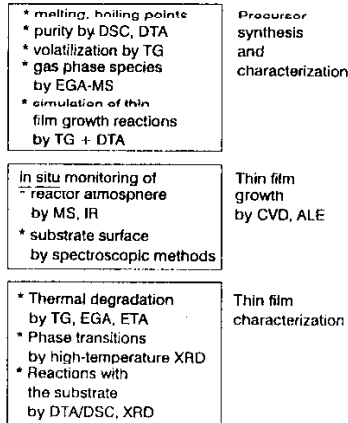 * melting, boiling points
* purity by DSC, DTA
* volatilization by TG
* gas phase species
by EGA-MS
* simulation of thin
film growth reactions
by TG + DTA
Precursor
synthesis
and
characterization
in situ monitoring of
* reactor atmosphere
by MS, IR
* substrate surface
by spectroscopic methods
Thin film
growth
by CVD, ALE
* Thermal degradation
by TG, EGA, ETA
* Phase transitions
by high-temperature XRD
* Reactions with
the substrate
by DTA/DSC, XRD
Thin film
characterization